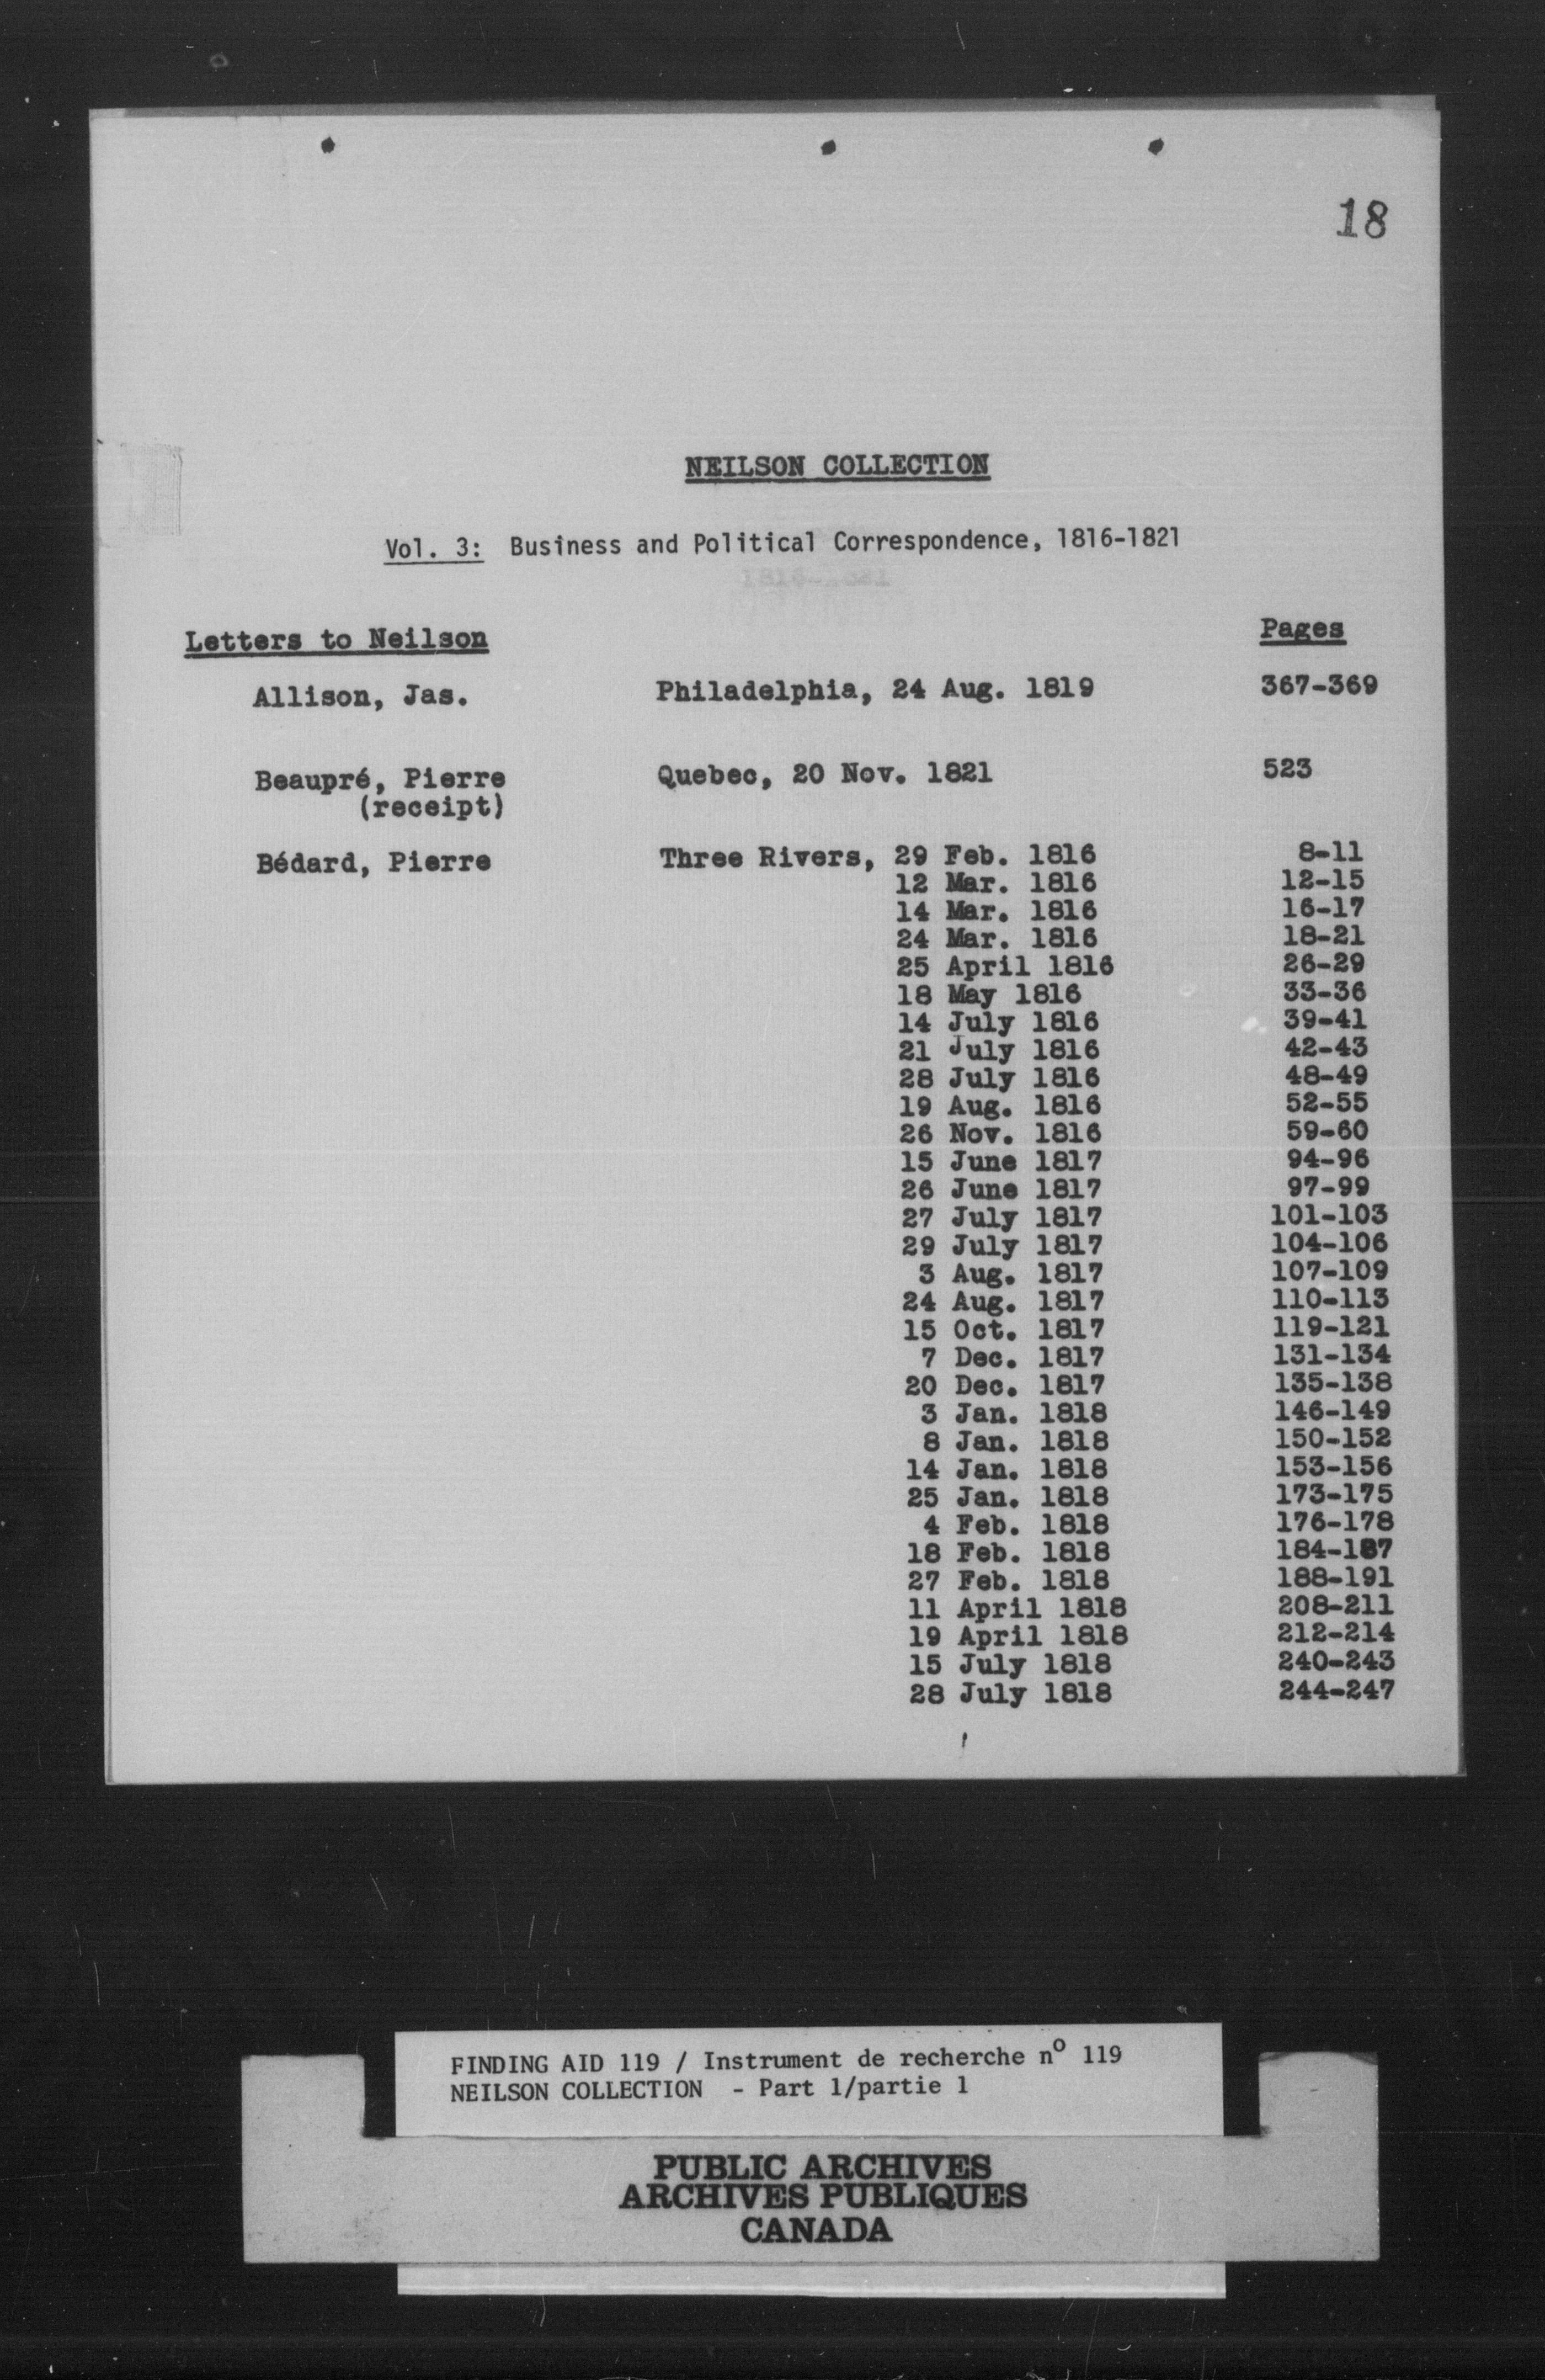 18
NEILSON COLLECTION
Vol. 3: Business and Political Correspondence, 1816-1821
Letters to Neilson Pages
Allison, Jas. Philadelphia, 24 Aug. 1819 367-369
Beaupré, Pierre Quebec, 20 Nov. 1821 523
(receipt)
Bédard, Pierre Three Rivers, 29 Feb. 1816 8-11
12 Mar. 1816 12-15
14 Mar. 1816 16-17
24 Mar. 1816 18-21
25 April 1816 26-29
18 May 1816 33-36
14 July 1816 39-41
21 July 1816 42-43
28 July 1816 48-49
19 Aug. 1816 52-55
26 Nov. 1816 59-60
15 June 1817 94-96
26 June 1817 97-99
27 July 1817 101-103
29 July 1817 104-106
3 Aug. 1817 107-109
24 Aug. 1817 110-113
15 Oct. 1817 119-121
7 Dec. 1817 131-134
20 Dec. 1817 135-138
3 Jan. 1818 146-149
8 Jan. 1818 150-152
14 Jan. 1818 153-156
25 Jan. 1818 173-175
4 Feb. 1818 176-178
18 Feb. 1818 184-187
27 Feb. 1818 188-191
11 April 1818 208-211
19 April 1818 212-214
15 July 1818 240-243
28 July 1818 244-247
FINDING AID 119 / Instrument de recherche nº 119
NEILSON COLLECTION - Part 1/partie 1
PUBLIC ARCHIVES
ARCHIVES PUBLIQUES
CANADA